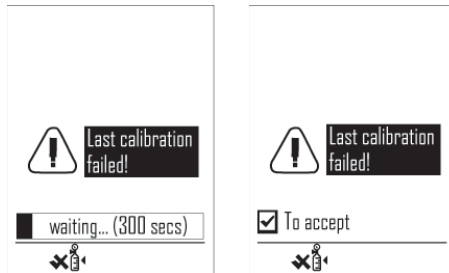 Last calibration
failed!
waiting... (300 secs)
Last calibration
failed!
To accept